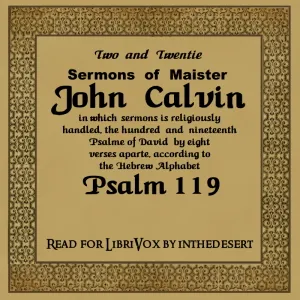 Two and Twentie
Sermons of Maister
John Calvin
in which sermons is religiously
handled, the hundred and nineteenth
Psalme of David by eight
verses aparte, according to
the Hebrew Alphabet
Psalm 119
Read for LibriVox by inthedesert